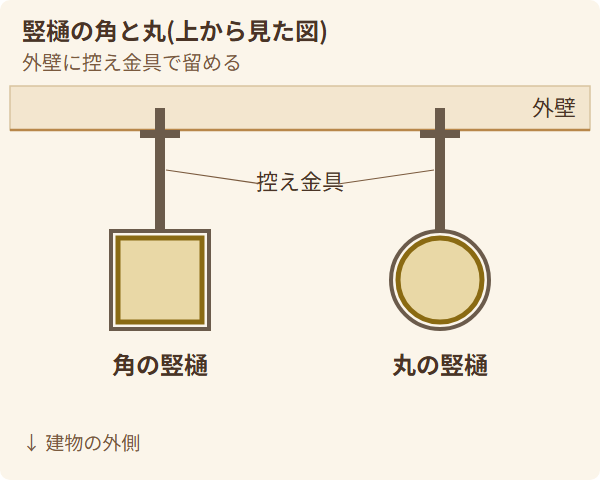 竪樋の角と丸(上から見た図)
外壁に控え金具で留める
外壁
控え金具
角の竪樋
丸の竪樋
↓ 建物の外側